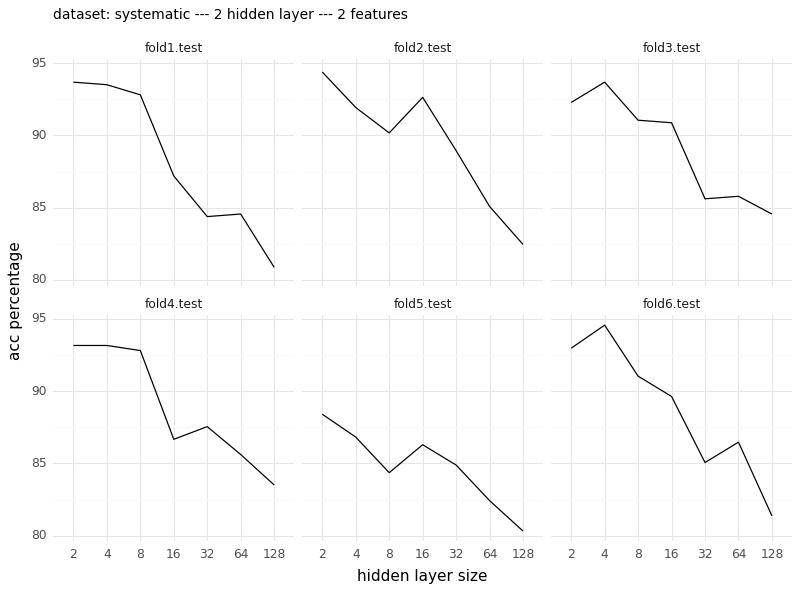 dataset: systematic --- 2 hidden layer --- 2 features
fold1.test fold2.test fold3.test
95
90
85
80
fold4.test fold5.test fold6.test
95
90
85
80
2 4 8 16 32 64 128 2 4 8 16 32 64 128 2 4 8 16 32 64 128
hidden layer size
acc percentage